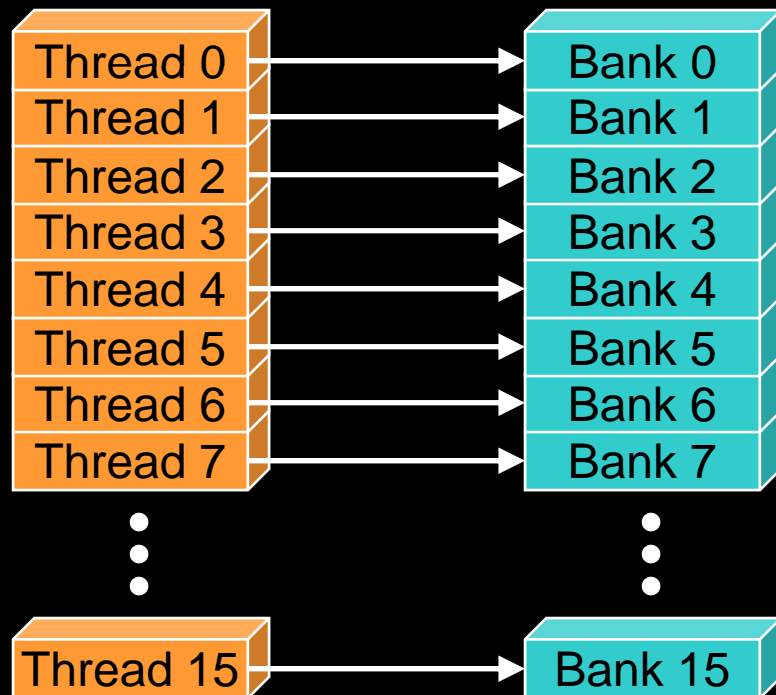 Thread 0
Bank 0
Thread 1
Bank 1
Thread 2
Bank 2
Thread 3
Bank 3
Thread 4
Bank 4
Thread 5
Bank 5
Thread 6
Bank 6
Thread 7
Bank 7
Thread 15
Bank 15